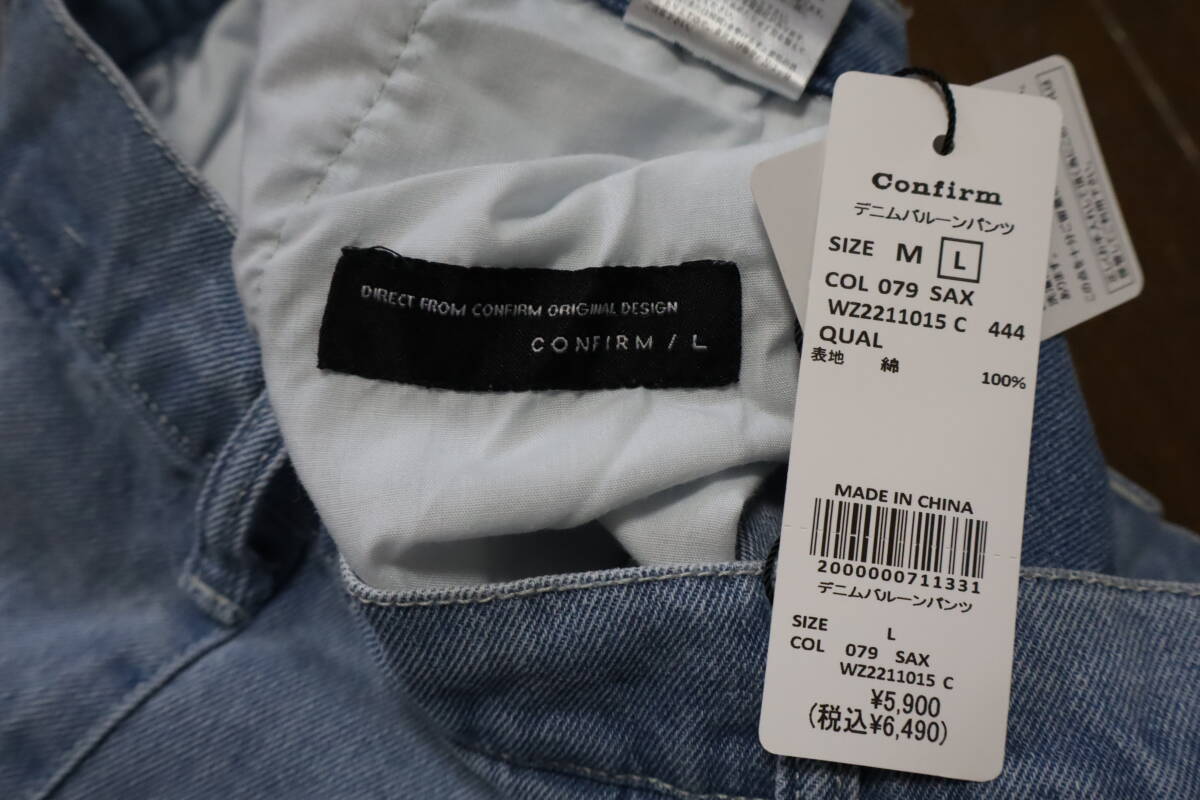 DIRECT FROM CONFIRM ORIGINAL DESIGN
CONFIRM / L
Confirm
デニムバルーンパンツ
SIZE M L
COL 079 SAX
WZ2211015 C 444
QUAL
表地 綿 100%
MADE IN CHINA
2000000711331
デニムバルーンパンツ
SIZE L
COL 079 SAX
WZ2211015 C
¥5,900
(税込¥6,490)